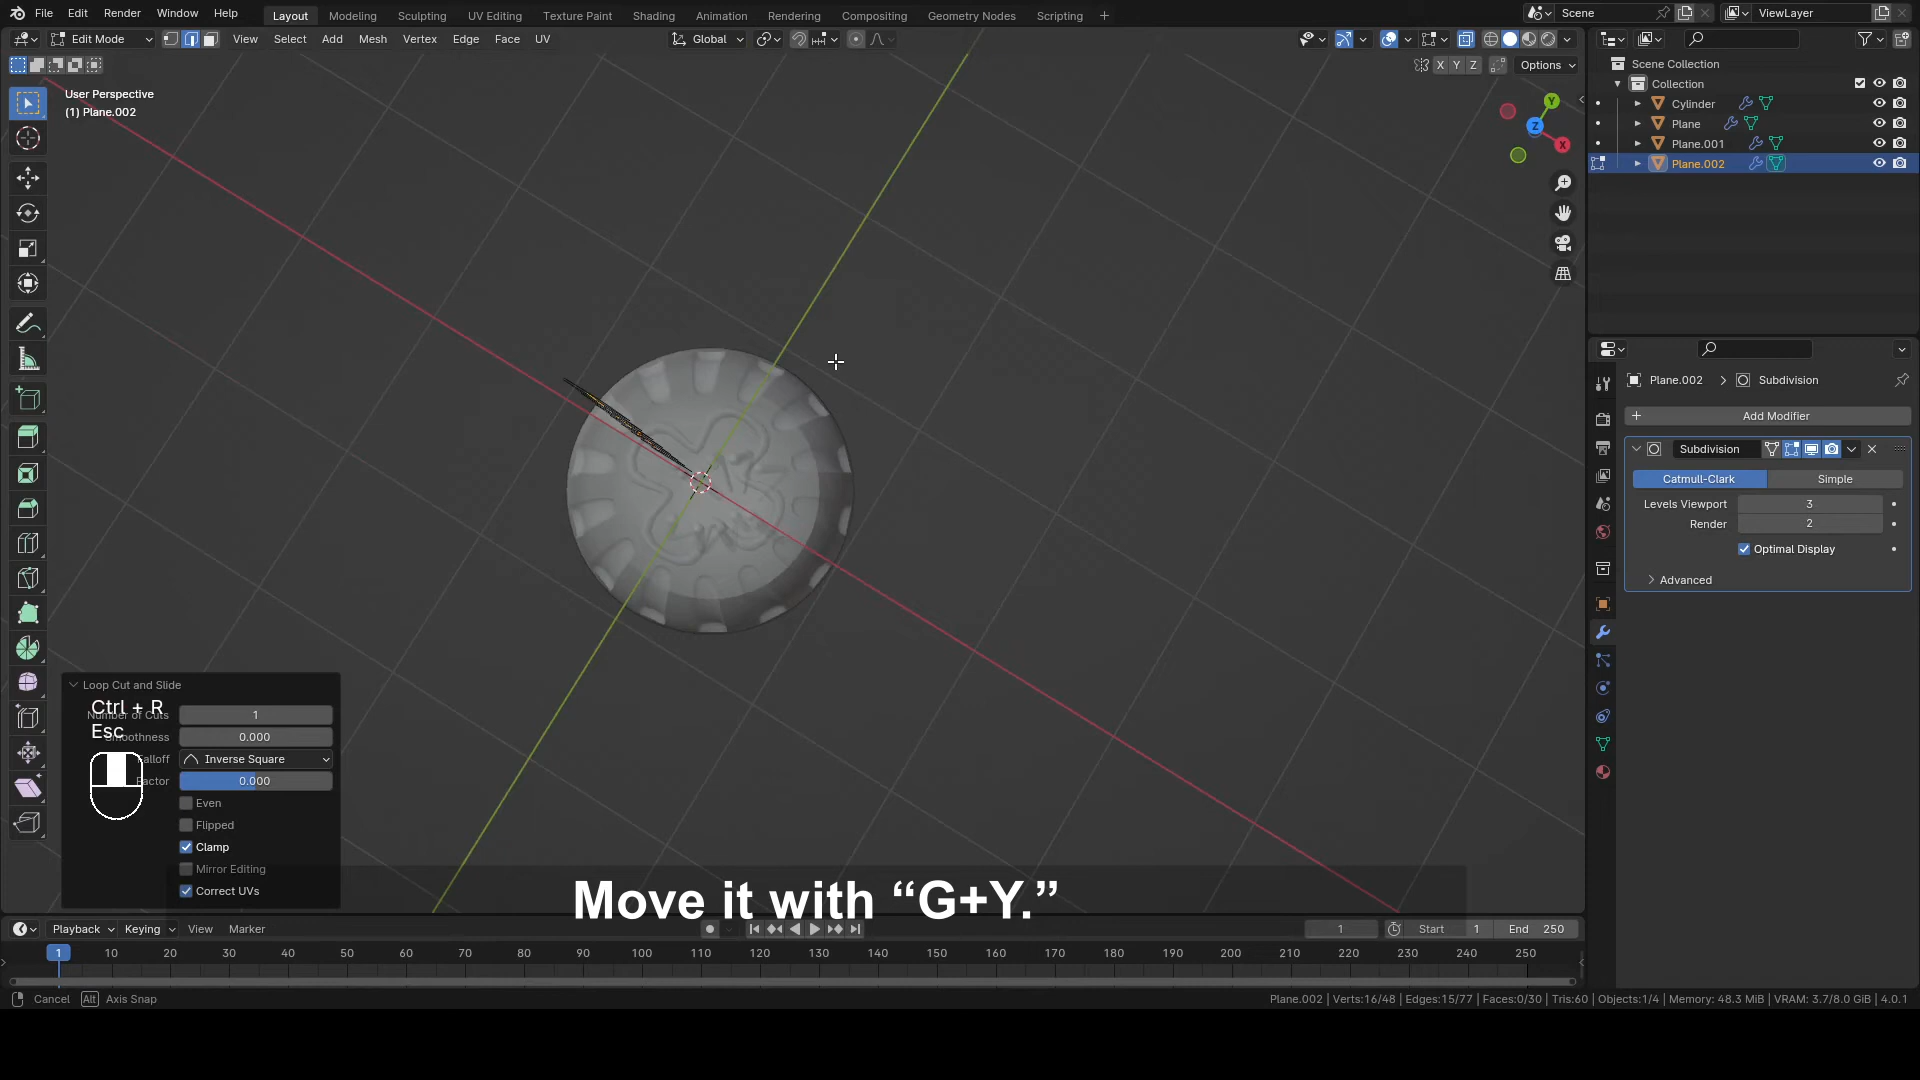 File Edit Render Window Help Layout Modeling Sculpting UV Editing Texture Paint Shading Animation Rendering Compositing Geometry Nodes Scripting + Scene ViewLayer
Edit Mode View Select Add Mesh Vertex Edge Face UV Global
X Y Z Options
User Perspective
(1) Plane.002
Scene Collection
Collection
Cylinder
Plane
Plane.001
Plane.002
Y
Z
X
Plane.002 Subdivision
Add Modifier
Subdivision
Catmull-Clark Simple
Levels Viewport 3
Render 2
Optimal Display
Advanced
Loop Cut and Slide
Ctrl + R
Number of Cuts 1
Esc
Smoothness 0.000
Falloff Inverse Square
Factor 0.000
Even
Flipped
Clamp
Mirror Editing
Correct UVs
Move it with “G+Y.”
Playback Keying View Marker 1 Start 1 End 250
1 10 20 30 40 50 60 70 80 90 100 110 120 130 140 150 160 170 180 190 200 210 220 230 240 250
Cancel Alt Axis Snap Plane.002 | Verts:16/48 | Edges:15/77 | Faces:0/30 | Tris:60 | Objects:1/4 | Memory: 48.3 MiB | VRAM: 3.7/8.0 GiB | 4.0.1